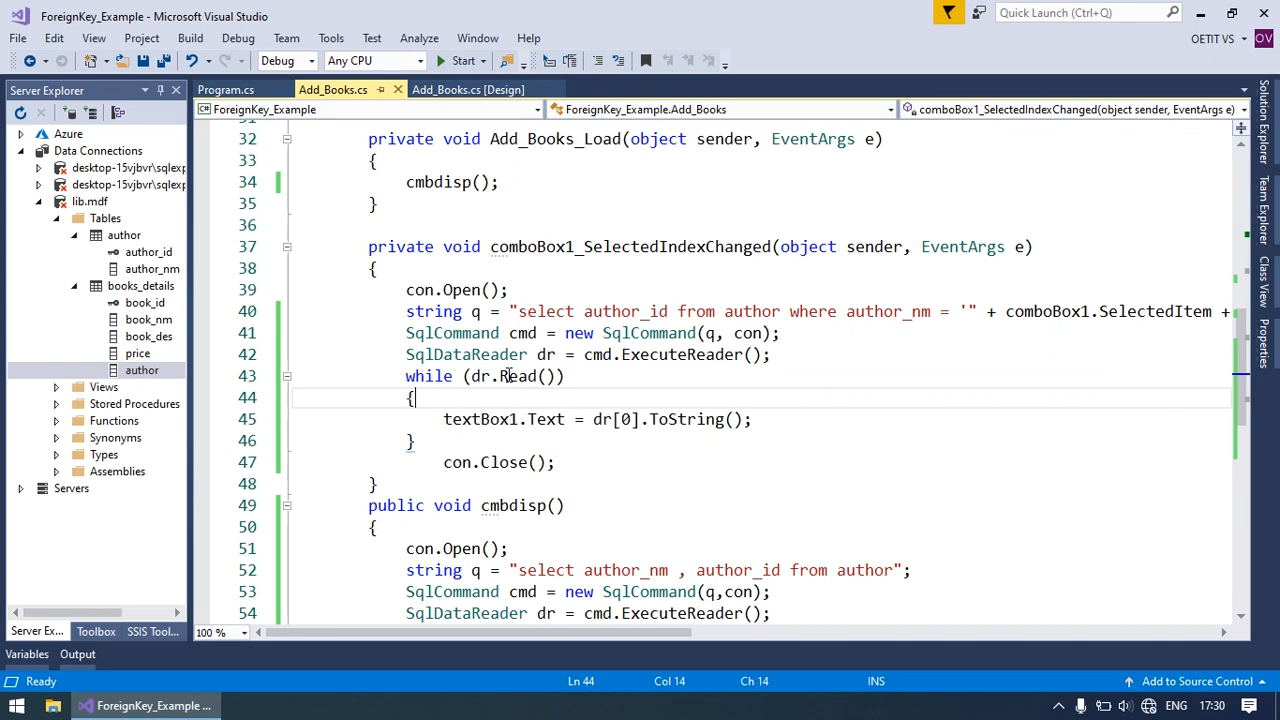 ForeignKey_Example - Microsoft Visual Studio
Quick Launch (Ctrl+Q)
File Edit View Project Build Debug Team Tools Test Analyze Window Help
OETIT VS OV
Debug Any CPU Start
Server Explorer
Program.cs Add_Books.cs Add_Books.cs [Design]
ForeignKey_Example ForeignKey_Example.Add_Books comboBox1_SelectedIndexChanged(object sender, EventArgs e)
Azure
Data Connections
desktop-15vjbvr\sqlexp
desktop-15vjbvr\sqlexp
lib.mdf
Tables
author
author_id
author_nm
books_details
book_id
book_nm
book_des
price
author
Views
Stored Procedures
Functions
Synonyms
Types
Assemblies
Servers
31
32 private void Add_Books_Load(object sender, EventArgs e)
33 {
34 cmbdisp();
35 }
36
37 private void comboBox1_SelectedIndexChanged(object sender, EventArgs e)
38 {
39 con.Open();
40 string q = "select author_id from author where author_nm = '" + comboBox1.SelectedItem +
41 SqlCommand cmd = new SqlCommand(q, con);
42 SqlDataReader dr = cmd.ExecuteReader();
43 while (dr.Read())
44 {
45 textBox1.Text = dr[0].ToString();
46 }
47 con.Close();
48 }
49 public void cmbdisp()
50 {
51 con.Open();
52 string q = "select author_nm , author_id from author";
53 SqlCommand cmd = new SqlCommand(q,con);
54 SqlDataReader dr = cmd.ExecuteReader();
Solution Explorer
Team Explorer
Class View
Properties
100 %
Server Ex... Toolbox SSIS Tool...
Variables Output
Ready Ln 44 Col 14 Ch 14 INS Add to Source Control
ForeignKey_Example ... ENG 17:30